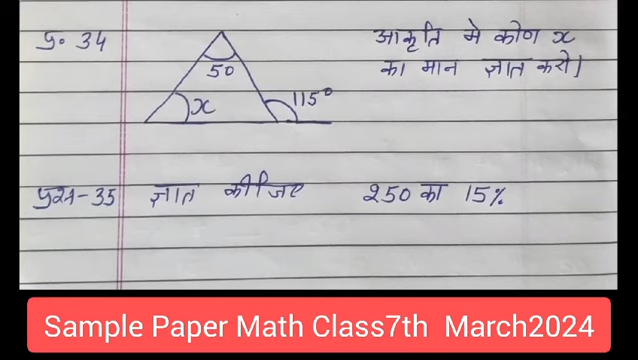 प्र० 34
50
x
115°
आकृति मे कोण x
का मान ज्ञात करो।
प्रश्न-35 ज्ञात कीजिए 250 का 15%
Sample Paper Math Class7th March2024